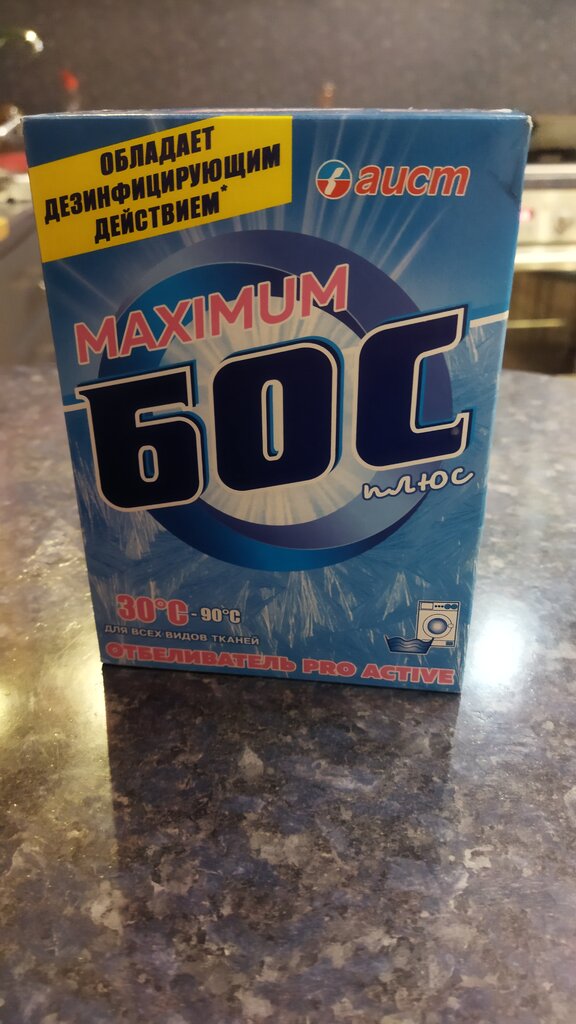 ОБЛАДАЕТ
ДЕЗИНФИЦИРУЮЩИМ
ДЕЙСТВИЕМ*
аист
MAXIMUM
БОС
плюс
30°C - 90°C
ДЛЯ ВСЕХ ВИДОВ ТКАНЕЙ
ОТБЕЛИВАТЕЛЬ PRO ACTIVE